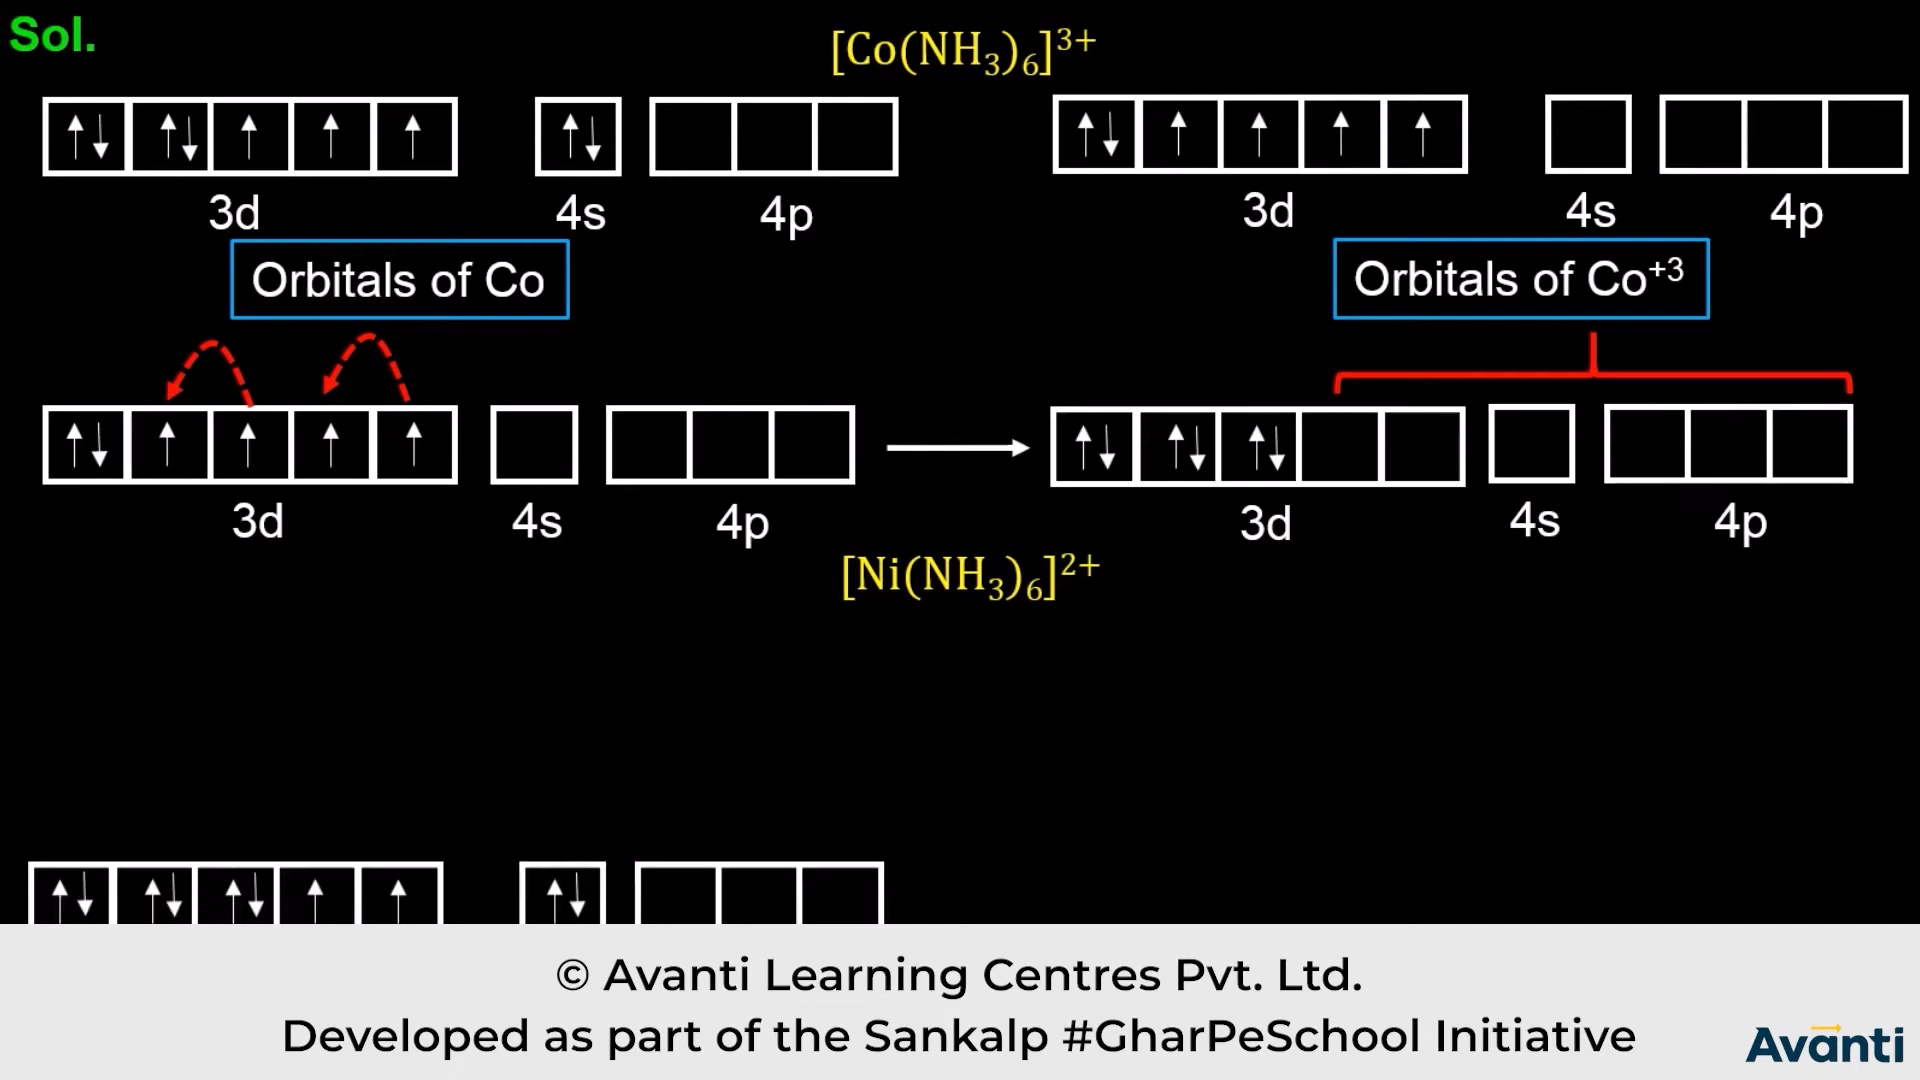 Sol.
[Co(NH₃)₆]³⁺
3d 4s 4p 3d 4s 4p
Orbitals of Co Orbitals of Co⁺³
3d 4s 4p 3d 4s 4p
[Ni(NH₃)₆]²⁺
© Avanti Learning Centres Pvt. Ltd.
Developed as part of the Sankalp #GharPeSchool Initiative
Avanti